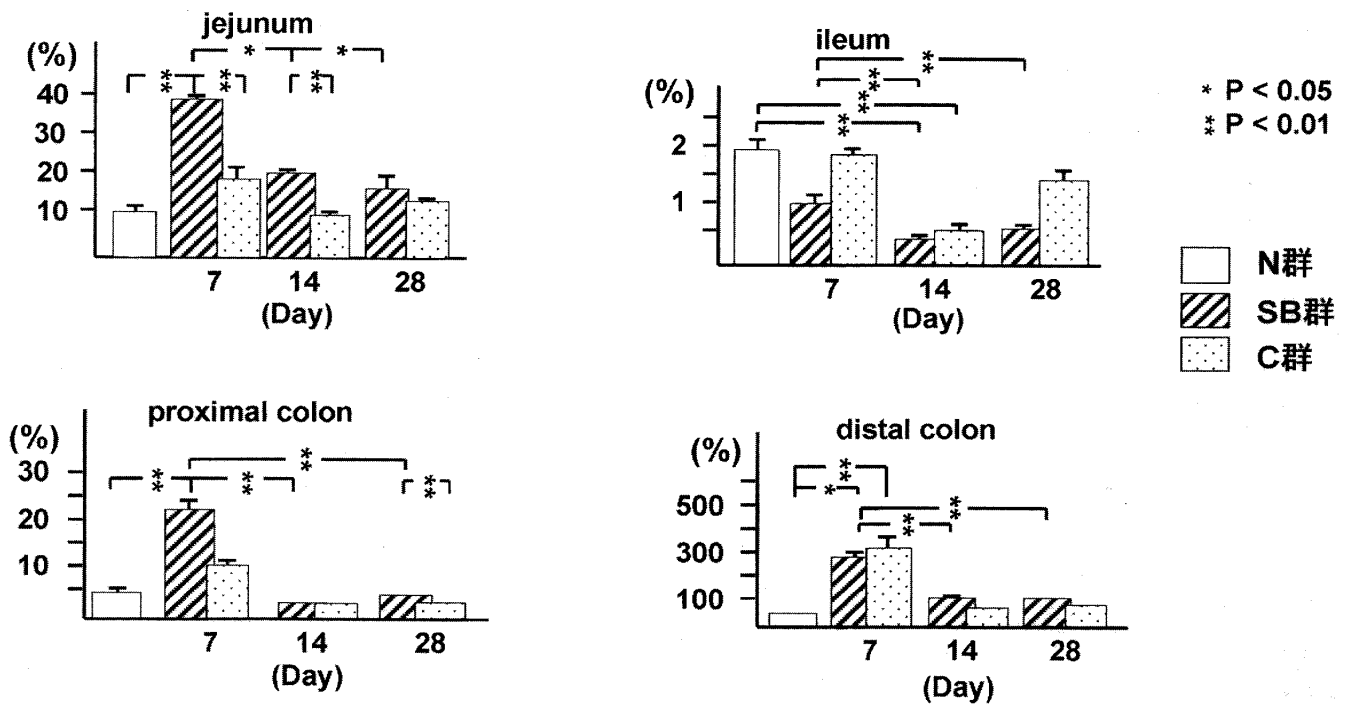 jejunum
(%)
40
30
20
10
* *
** ** **
7 14 28
(Day)
ileum
(%)
2
1
**
**
**
**
7 14 28
(Day)
* P < 0.05
** P < 0.01
N群
SB群
C群
proximal colon
(%)
30
20
10
**
** ** **
7 14 28
(Day)
distal colon
(%)
500
300
100
**
*
**
**
7 14 28
(Day)